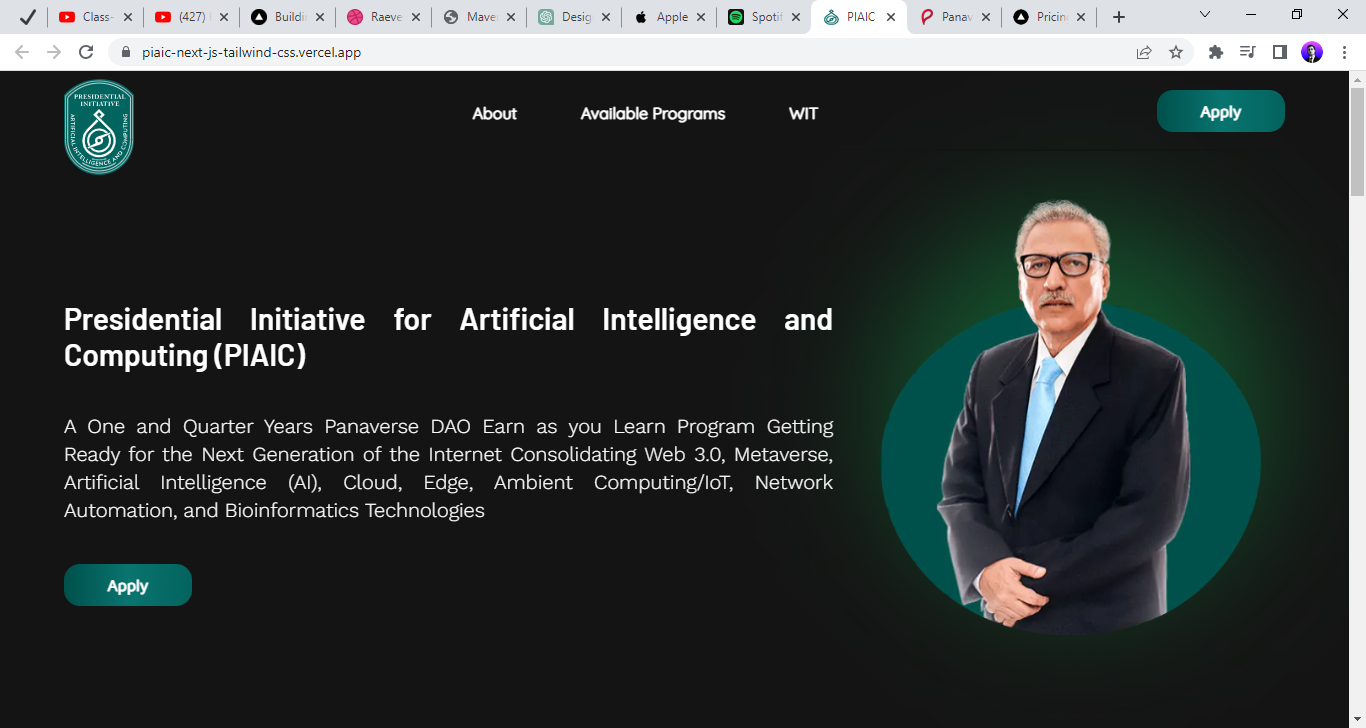 Class-
(427)
Buildi
Raeve
Maver
Desig
Apple
Spotif
PIAIC
Panav
Pricin
piaic-next-js-tailwind-css.vercel.app
PRESIDENTIAL
INITIATIVE
ARTIFICIAL INTELLIGENCE AND COMPUTING
About
Available Programs
WIT
Apply
Presidential Initiative for Artificial Intelligence and
Computing (PIAIC)
A One and Quarter Years Panaverse DAO Earn as you Learn Program Getting
Ready for the Next Generation of the Internet Consolidating Web 3.0, Metaverse,
Artificial Intelligence (AI), Cloud, Edge, Ambient Computing/IoT, Network
Automation, and Bioinformatics Technologies
Apply